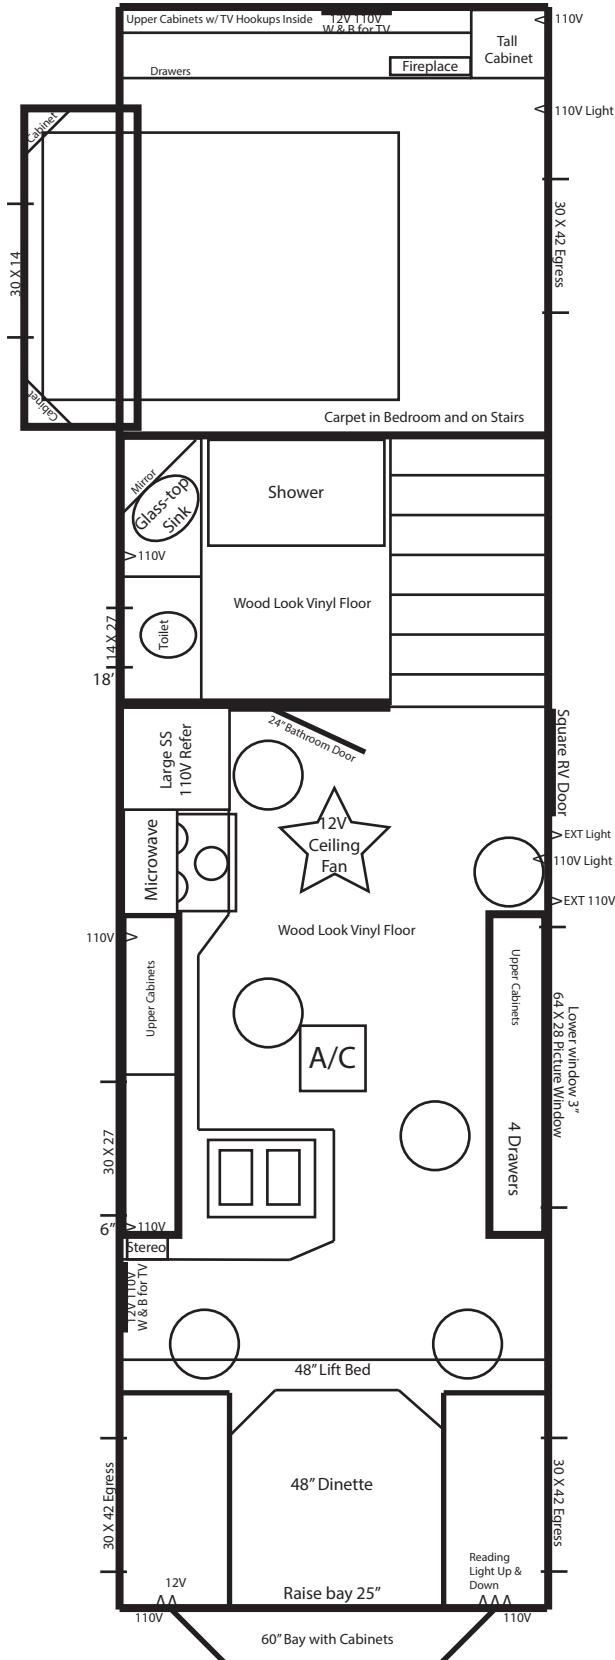 Upper Cabinets w/ TV Hookups Inside
12V 110V
W & B for TV
Tall
Cabinet
110V
Fireplace
Drawers
110V Light
Cabinet
30 X 14
30 X 42 Egress
Cabinet
Carpet in Bedroom and on Stairs
Mirror
Glass-top
Sink
Shower
110V
Wood Look Vinyl Floor
14 X 27
Toilet
18’
24” Bathroom Door
Square RV Door
Large SS
110V Refer
12V
Ceiling
Fan
Microwave
EXT Light
110V Light
EXT 110V
Wood Look Vinyl Floor
110V
Upper Cabinets
Upper Cabinets
Lower window 3”
64 X 28 Picture Window
A/C
4 Drawers
30 X 27
6”
110V
Stereo
12V 110V
W & B for TV
48” Lift Bed
48” Dinette
30 X 42 Egress
30 X 42 Egress
Reading
Light Up &
Down
12V
Raise bay 25”
110V
110V
60” Bay with Cabinets